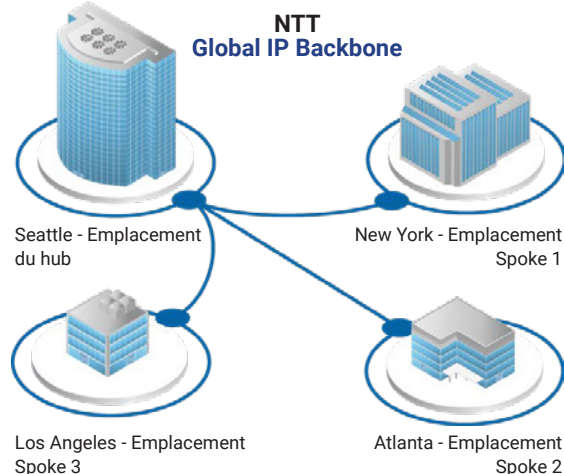 NTT
Global IP Backbone
Seattle - Emplacement
du hub
New York - Emplacement
Spoke 1
Los Angeles - Emplacement
Spoke 3
Atlanta - Emplacement
Spoke 2